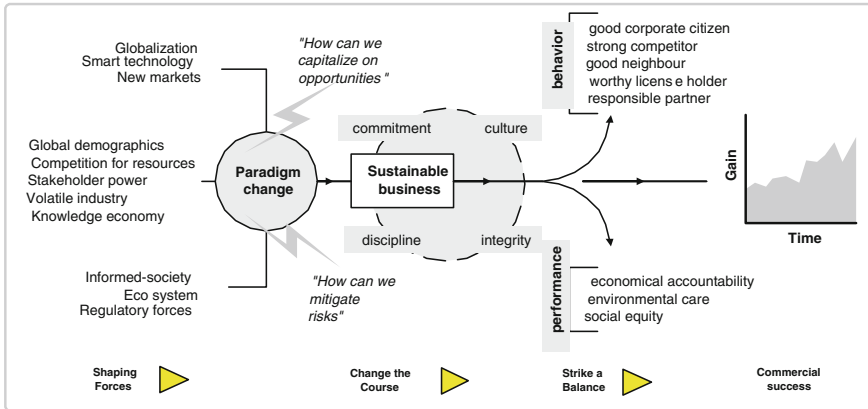 Globalization
Smart technology
New markets
"How can we
capitalize on
opportunities "
Global demographics
Competition for resources
Stakeholder power
Volatile industry
Knowledge economy
Paradigm
change
Informed-society
Eco system
Regulatory forces
"How can we
mitigate
risks"
commitment
culture
Sustainable
business
discipline
integrity
behavior
good corporate citizen
strong competitor
good neighbour
worthy licens e holder
responsible partner
performance
economical accountability
environmental care
social equity
Gain
Time
Shaping
Forces
Change the
Course
Strike a
Balance
Commercial
success